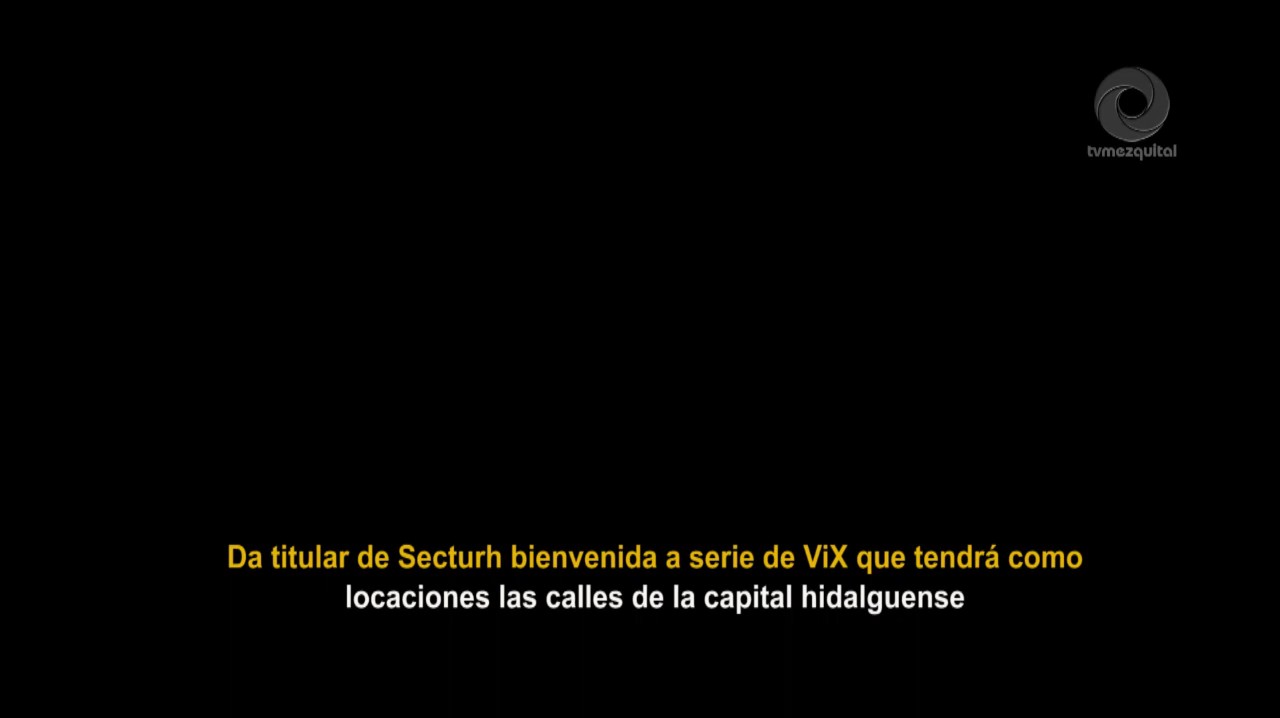 tvmezquital
Da titular de Secturh bienvenida a serie de ViX que tendrá como
locaciones las calles de la capital hidalguense